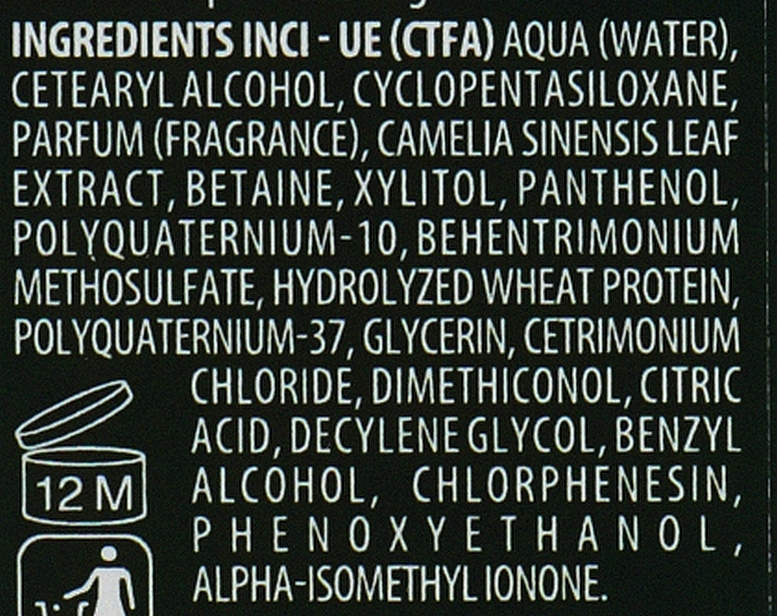 INGREDIENTS INCI - UE (CTFA) AQUA (WATER),
CETEARYL ALCOHOL, CYCLOPENTASILOXANE,
PARFUM (FRAGRANCE), CAMELIA SINENSIS LEAF
EXTRACT, BETAINE, XYLITOL, PANTHENOL,
POLYQUATERNIUM-10, BEHENTRIMONIUM
METHOSULFATE, HYDROLYZED WHEAT PROTEIN,
POLYQUATERNIUM-37, GLYCERIN, CETRIMONIUM
CHLORIDE, DIMETHICONOL, CITRIC
ACID, DECYLENE GLYCOL, BENZYL
ALCOHOL, CHLORPHENESIN,
PHENOXYETHANOL,
ALPHA-ISOMETHYL IONONE.
12 M